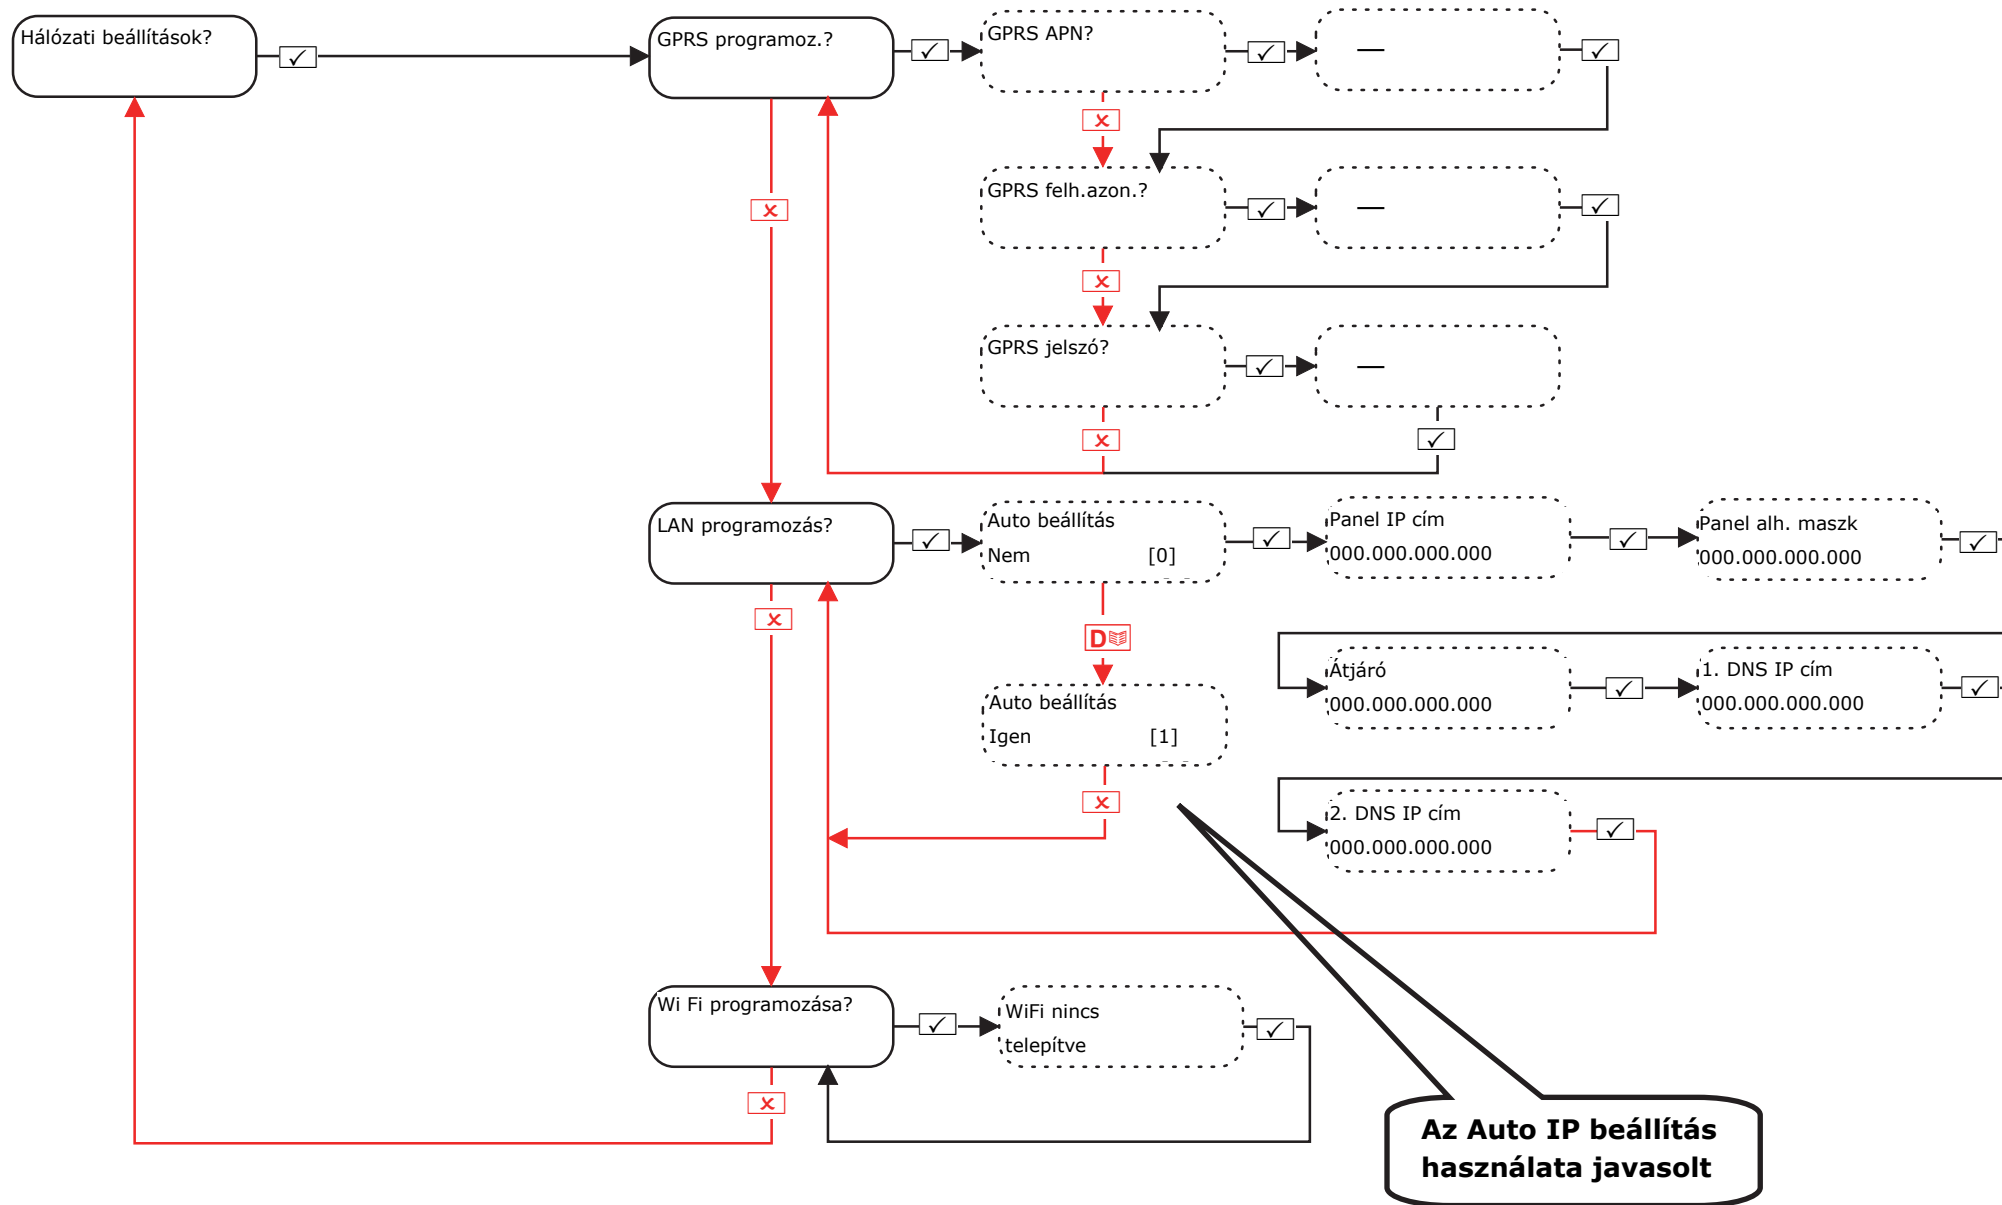 Hálózati beállítások?
GPRS programoz.?
GPRS APN?
—
GPRS felh.azon.?
—
GPRS jelszó?
—
LAN programozás?
Auto beállítás
Nem [0]
Panel IP cím
000.000.000.000
Panel alh. maszk
000.000.000.000
D
Auto beállítás
Igen [1]
Átjáró
000.000.000.000
1. DNS IP cím
000.000.000.000
2. DNS IP cím
000.000.000.000
Wi Fi programozása?
WiFi nincs
telepítve
Az Auto IP beállítás
használata javasolt